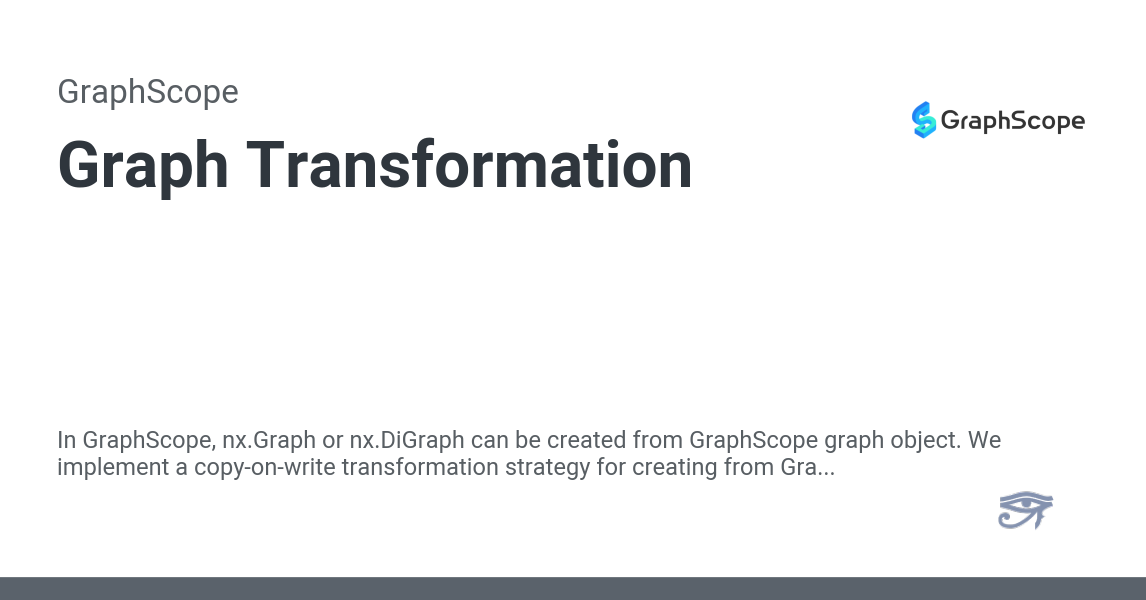 GraphScope
GraphScope
Graph Transformation
In GraphScope, nx.Graph or nx.DiGraph can be created from GraphScope graph object. We
implement a copy-on-write transformation strategy for creating from Gra...